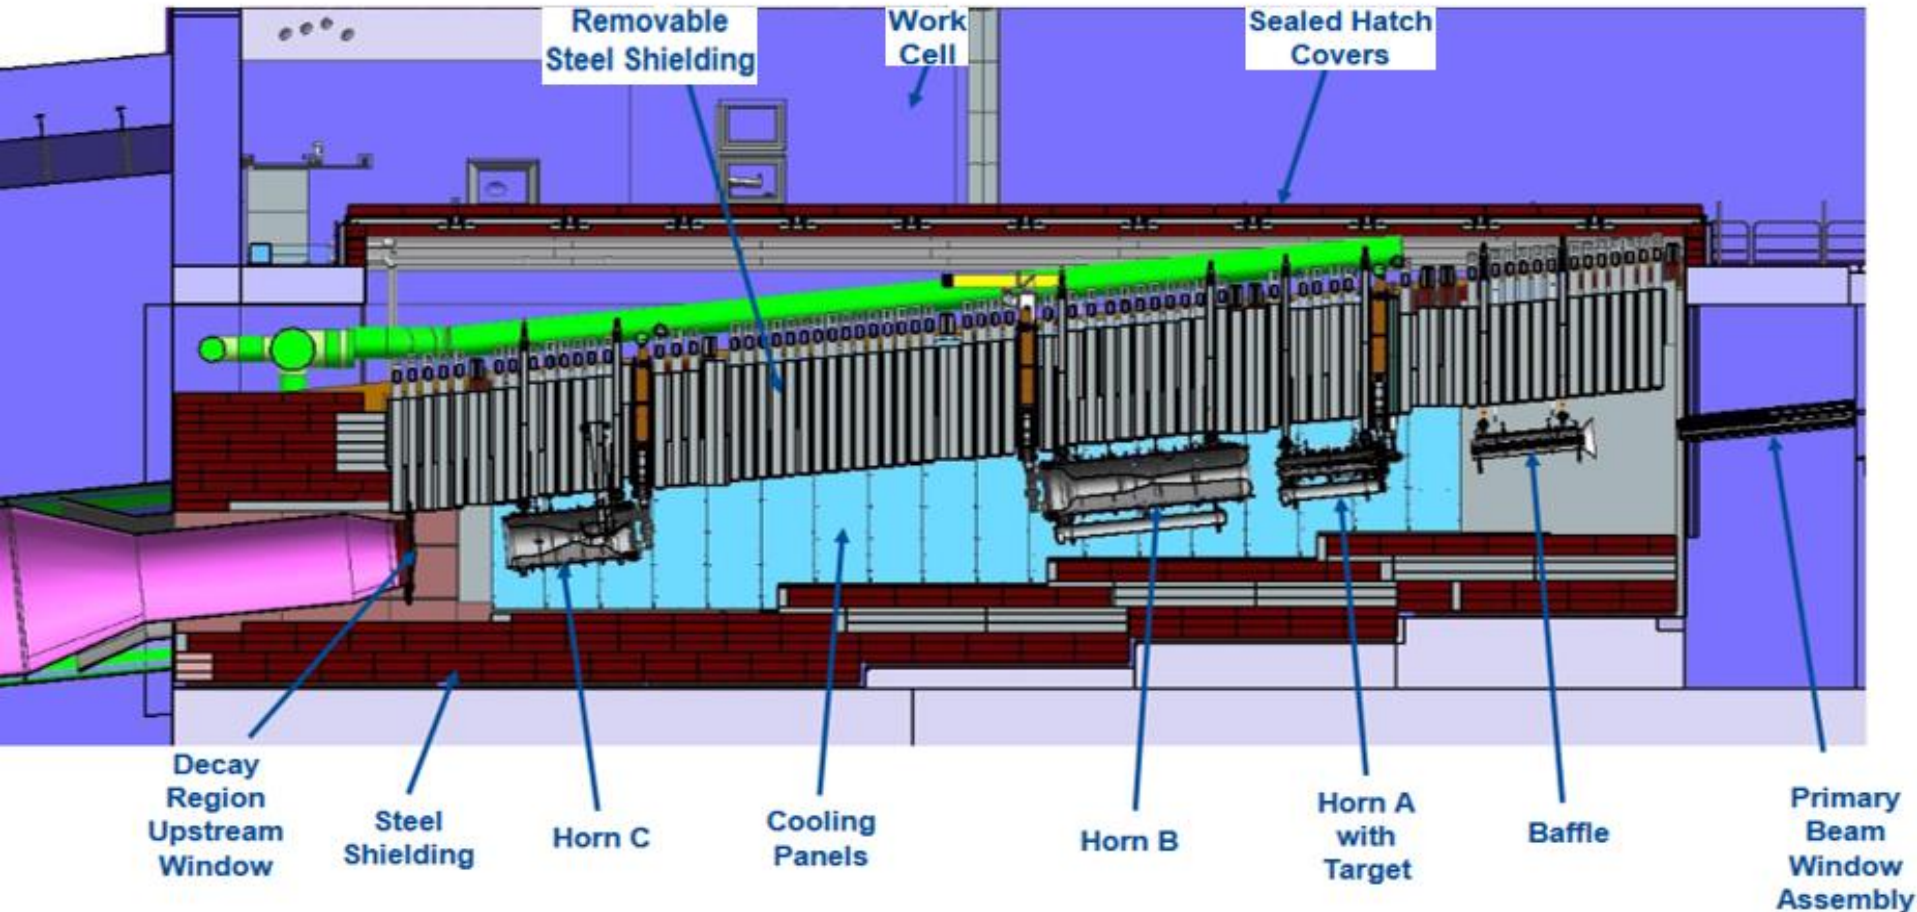 Removable
Steel Shielding
Work
Cell
Sealed Hatch
Covers
Decay
Region
Upstream
Window
Steel
Shielding
Horn C
Cooling
Panels
Horn B
Horn A
with
Target
Baffle
Primary
Beam
Window
Assembly